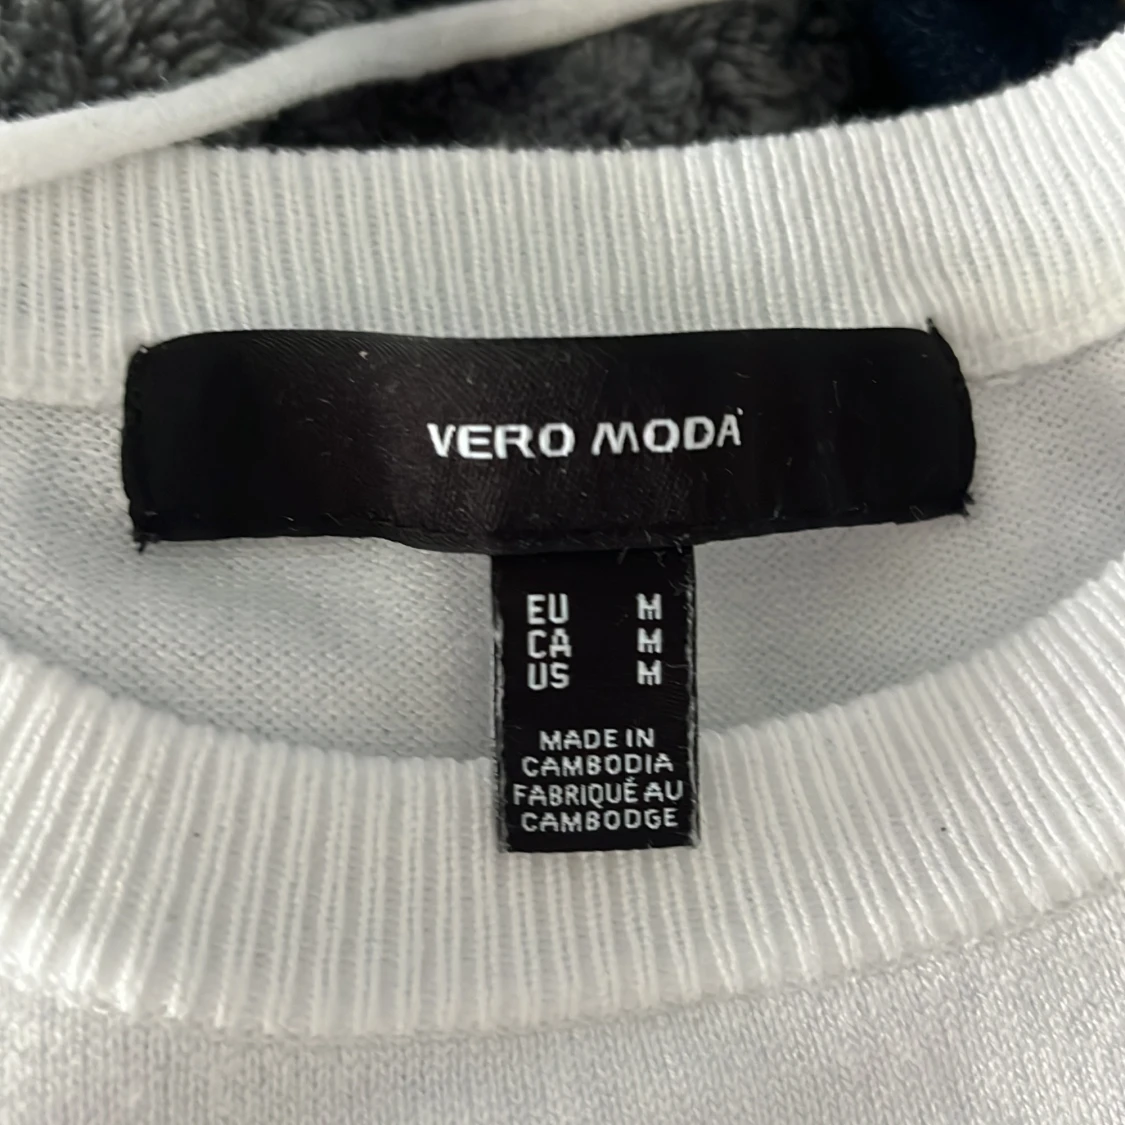 VERO MODA
EU M
CA M
US M
MADE IN
CAMBODIA
FABRIQUÉ AU
CAMBODGE